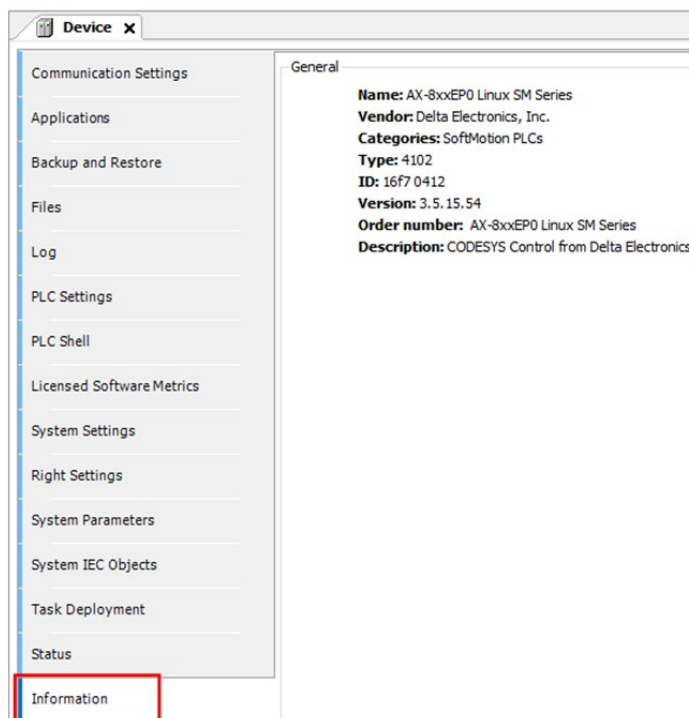 Device
Communication Settings
Applications
Backup and Restore
Files
Log
PLC Settings
PLC Shell
Licensed Software Metrics
System Settings
Right Settings
System Parameters
System IEC Objects
Task Deployment
Status
Information
General
Name: AX-8xxEP0 Linux SM Series
Vendor: Delta Electronics, Inc.
Categories: SoftMotion PLCs
Type: 4102
ID: 16f7 0412
Version: 3.5.15.54
Order number: AX-8xxEP0 Linux SM Series
Description: CODESYS Control from Delta Electronics